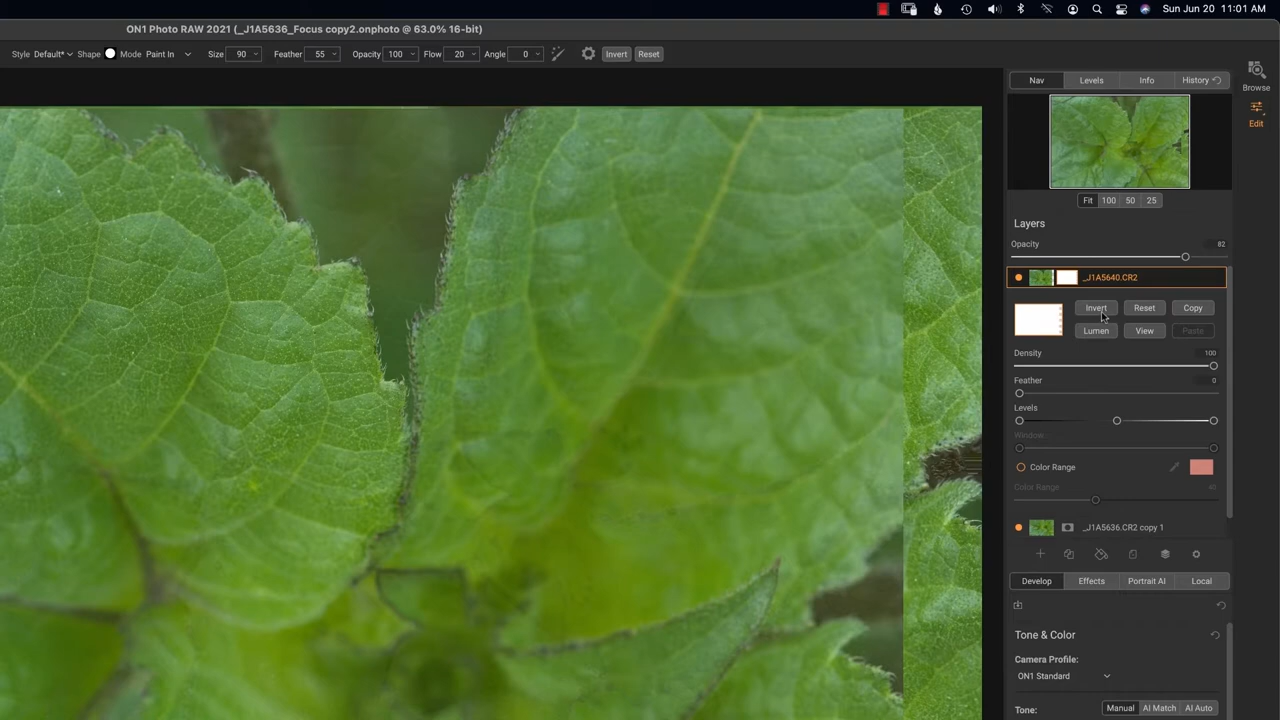 Sun Jun 20 11:01 AM
ON1 Photo RAW 2021 (_J1A5636_Focus copy2.onphoto @ 63.0% 16-bit)
Style Default* Shape Mode Paint In Size 90 Feather 55 Opacity 100 Flow 20 Angle 0 Invert Reset
Nav Levels Info History
Browse
Edit
Fit 100 50 25
Layers
Opacity 82
_J1A5640.CR2
Invert Reset Copy
Lumen View Paste
Density 100
Feather 0
Levels
Window
Color Range
Color Range
_J1A5636.CR2 copy 1
Develop Effects Portrait AI Local
Tone & Color
Camera Profile:
ON1 Standard
Tone: Manual AI Match AI Auto